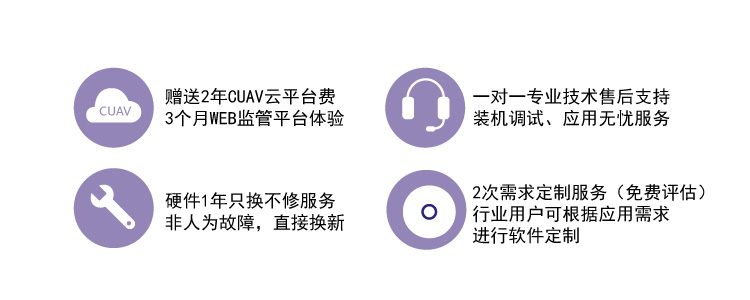 CUAV
赠送2年CUAV云平台费
3个月WEB监管平台体验
一对一专业技术售后支持
装机调试、应用无忧服务
硬件1年只换不修服务
非人为故障，直接换新
2次需求定制服务（免费评估）
行业用户可根据应用需求
进行软件定制